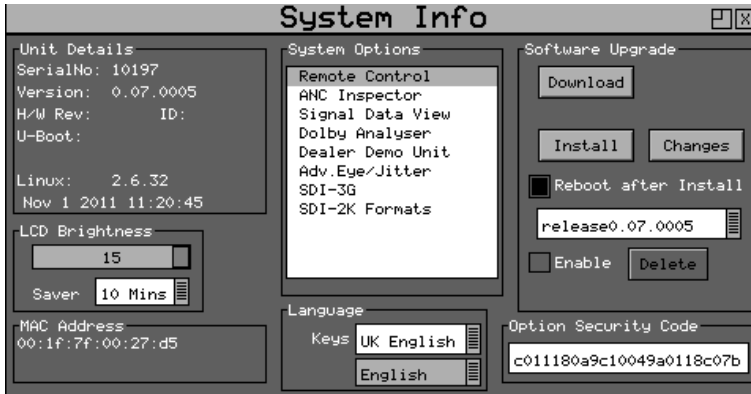 System Info
Unit Details
SerialNo: 10197
Version: 0.07.0005
H/W Rev: ID:
U-Boot:
Linux: 2.6.32
Nov 1 2011 11:20:45
LCD Brightness
15
Saver 10 Mins
MAC Address
00:1f:7f:00:27:d5
System Options
Remote Control
ANC Inspector
Signal Data View
Dolby Analyser
Dealer Demo Unit
Adv.Eye/Jitter
SDI-3G
SDI-2K Formats
Language
Keys UK English
English
Software Upgrade
Download
Install Changes
Reboot after Install
release0.07.0005
Enable Delete
Option Security Code
c011180a9c10049a0118c07b